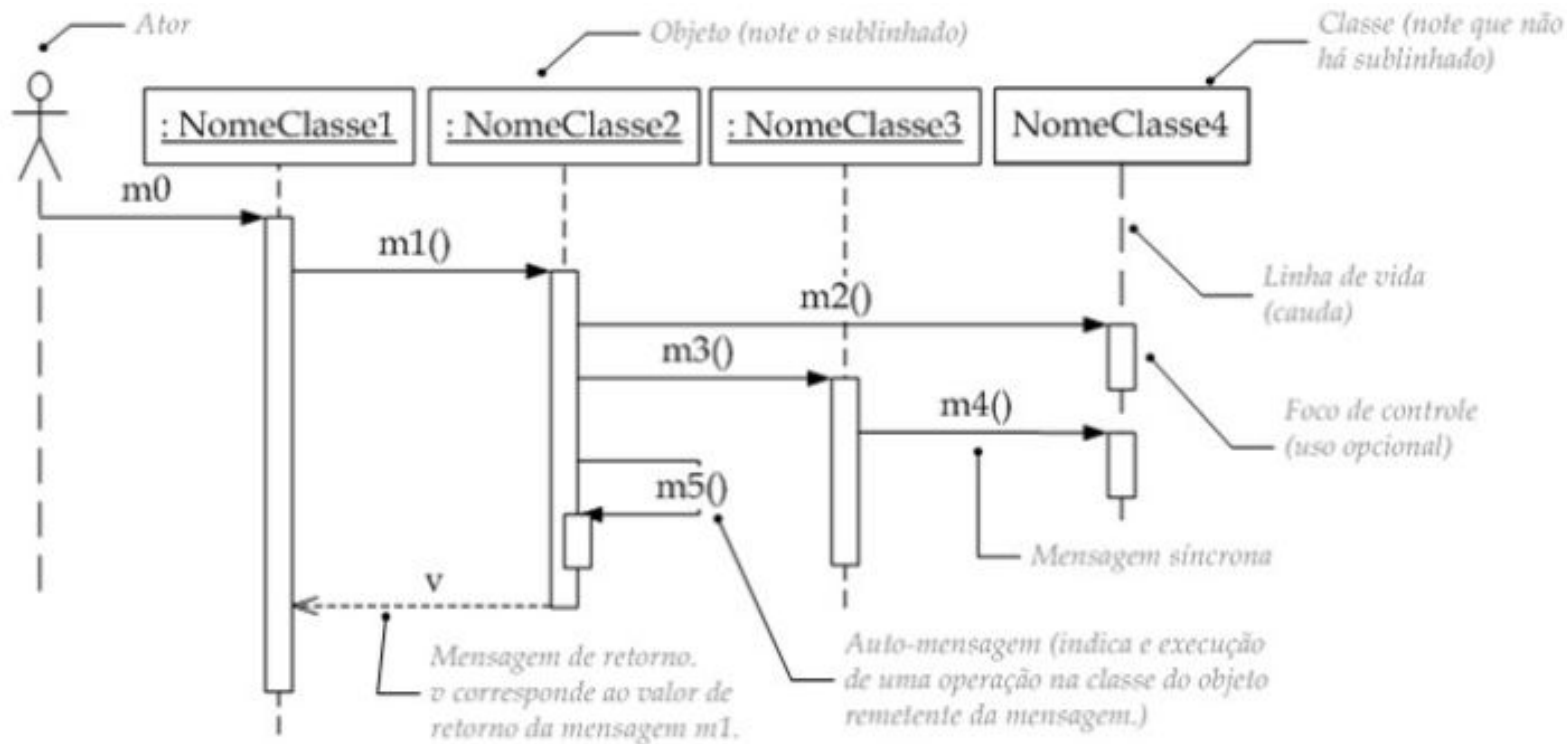 Ator
Objeto (note o sublinhado)
Classe (note que não
há sublinhado)
: NomeClasse1
: NomeClasse2
: NomeClasse3
NomeClasse4
m0
m1()
m2()
Linha de vida
(cauda)
m3()
m4()
Foco de controle
(uso opcional)
m5()
Mensagem síncrona
v
Mensagem de retorno.
v corresponde ao valor de
retorno da mensagem m1.
Auto-mensagem (indica e execução
de uma operação na classe do objeto
remetente da mensagem.)